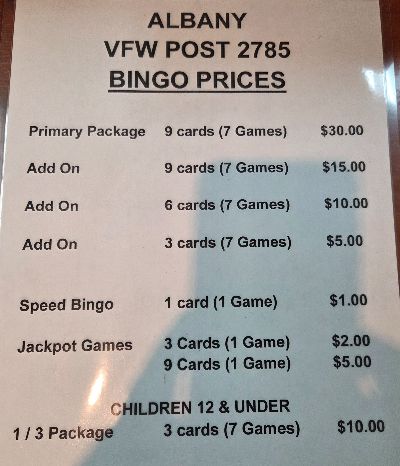 ALBANY
VFW POST 2785
BINGO PRICES
Primary Package 9 cards (7 Games) $30.00
Add On 9 cards (7 Games) $15.00
Add On 6 cards (7 Games) $10.00
Add On 3 cards (7 Games) $5.00
Speed Bingo 1 card (1 Game) $1.00
Jackpot Games 3 Cards (1 Game) $2.00
9 Cards (1 Game) $5.00
CHILDREN 12 & UNDER
1 / 3 Package 3 cards (7 Games) $10.00